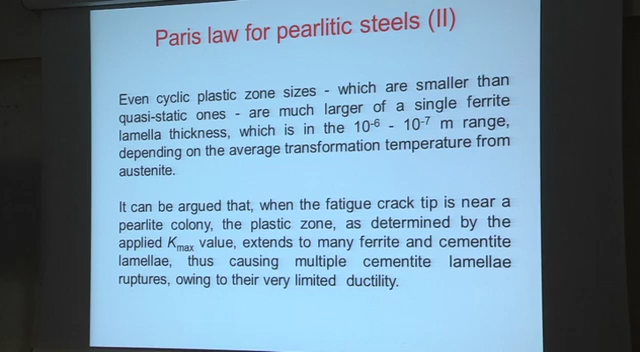 Paris law for pearlitic steels (II)
Even cyclic plastic zone sizes - which are smaller than
quasi-static ones - are much larger of a single ferrite
lamella thickness, which is in the 10-6 - 10-7 m range,
depending on the average transformation temperature from
austenite.
It can be argued that, when the fatigue crack tip is near a
pearlite colony, the plastic zone, as determined by the
applied Kmax value, extends to many ferrite and cementite
lamellae, thus causing multiple cementite lamellae
ruptures, owing to their very limited ductility.